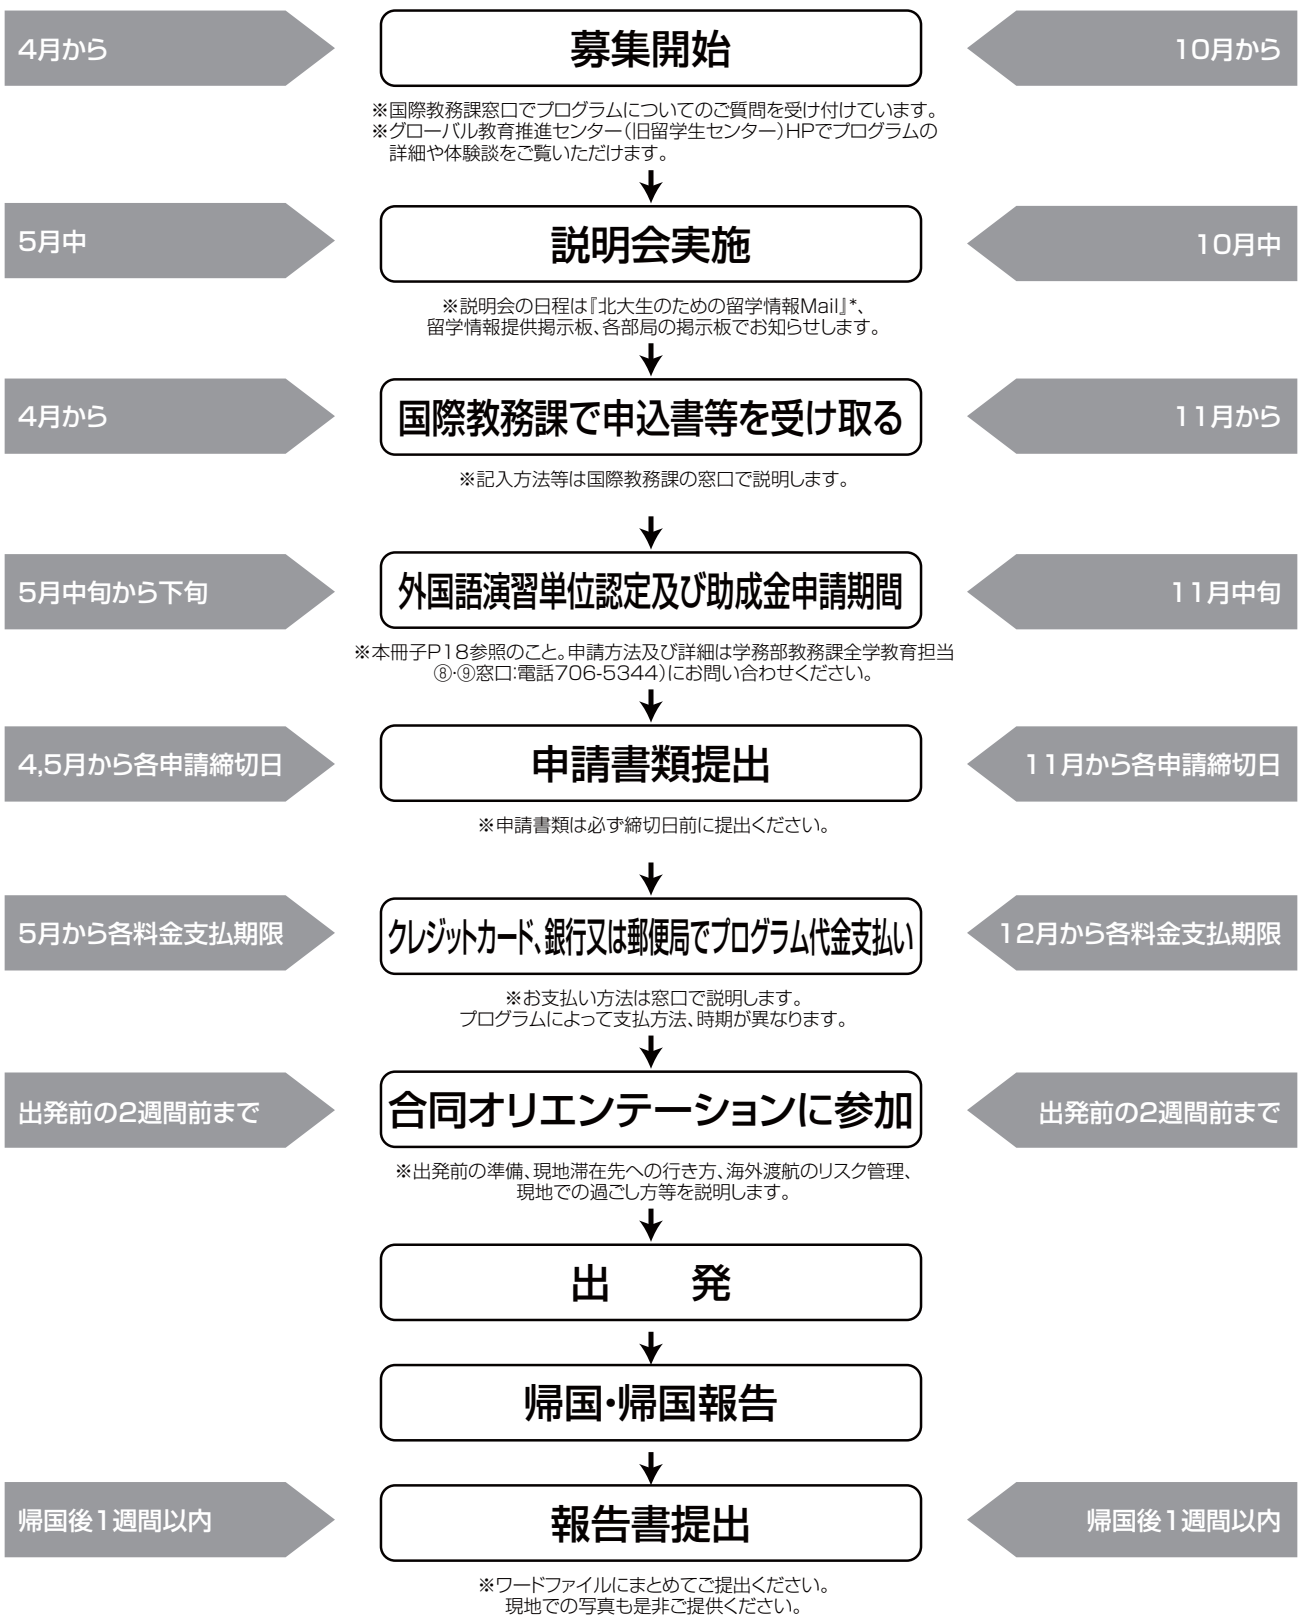 4月から
募集開始
10月から
※国際教務課窓口でプログラムについてのご質問を受け付けています。
※グローバル教育推進センター(旧留学生センター)HPでプログラムの
詳細や体験談をご覧いただけます。
5月中
説明会実施
10月中
※説明会の日程は『北大生のための留学情報Mail』*、
留学情報提供掲示板、各部局の掲示板でお知らせします。
4月から
国際教務課で申込書等を受け取る
11月から
※記入方法等は国際教務課の窓口で説明します。
5月中旬から下旬
外国語演習単位認定及び助成金申請期間
11月中旬
※本冊子P18参照のこと。申請方法及び詳細は学務部教務課全学教育担当
⑧・⑨窓口:電話706-5344)にお問い合わせください。
4,5月から各申請締切日
申請書類提出
11月から各申請締切日
※申請書類は必ず締切日前に提出ください。
5月から各料金支払期限
クレジットカード、銀行又は郵便局でプログラム代金支払い
12月から各料金支払期限
※お支払い方法は窓口で説明します。
プログラムによって支払方法、時期が異なります。
出発前の2週間前まで
合同オリエンテーションに参加
出発前の2週間前まで
※出発前の準備、現地滞在先への行き方、海外渡航のリスク管理、
現地での過ごし方等を説明します。
出　発
帰国・帰国報告
帰国後1週間以内
報告書提出
帰国後1週間以内
※ワードファイルにまとめてご提出ください。
現地での写真も是非ご提供ください。